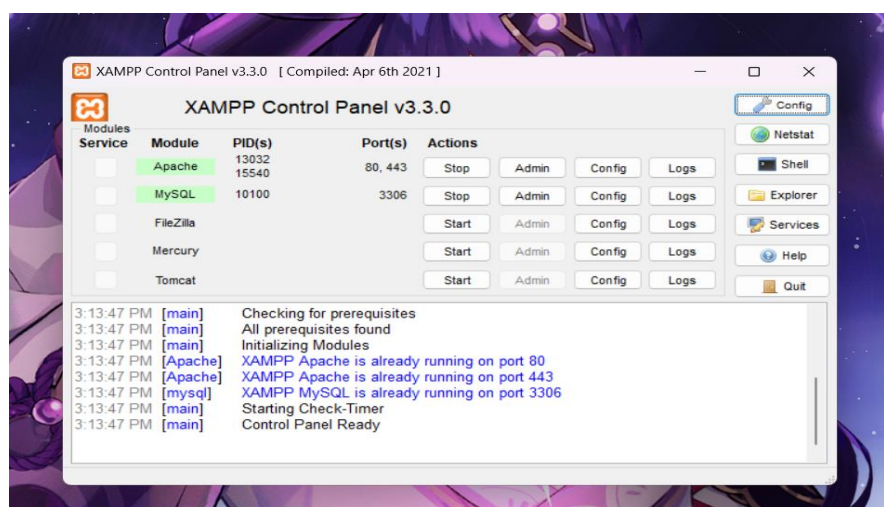 XAMPP Control Panel v3.3.0 [ Compiled: Apr 6th 2021 ]
XAMPP Control Panel v3.3.0
Config
Modules
Service Module PID(s) Port(s) Actions
Netstat
Apache 13032 15540 80, 443 Stop Admin Config Logs
Shell
MySQL 10100 3306 Stop Admin Config Logs
Explorer
FileZilla Start Admin Config Logs
Services
Mercury Start Admin Config Logs
Help
Tomcat Start Admin Config Logs
Quit
3:13:47 PM [main] Checking for prerequisites
3:13:47 PM [main] All prerequisites found
3:13:47 PM [main] Initializing Modules
3:13:47 PM [Apache] XAMPP Apache is already running on port 80
3:13:47 PM [Apache] XAMPP Apache is already running on port 443
3:13:47 PM [mysql] XAMPP MySQL is already running on port 3306
3:13:47 PM [main] Starting Check-Timer
3:13:47 PM [main] Control Panel Ready